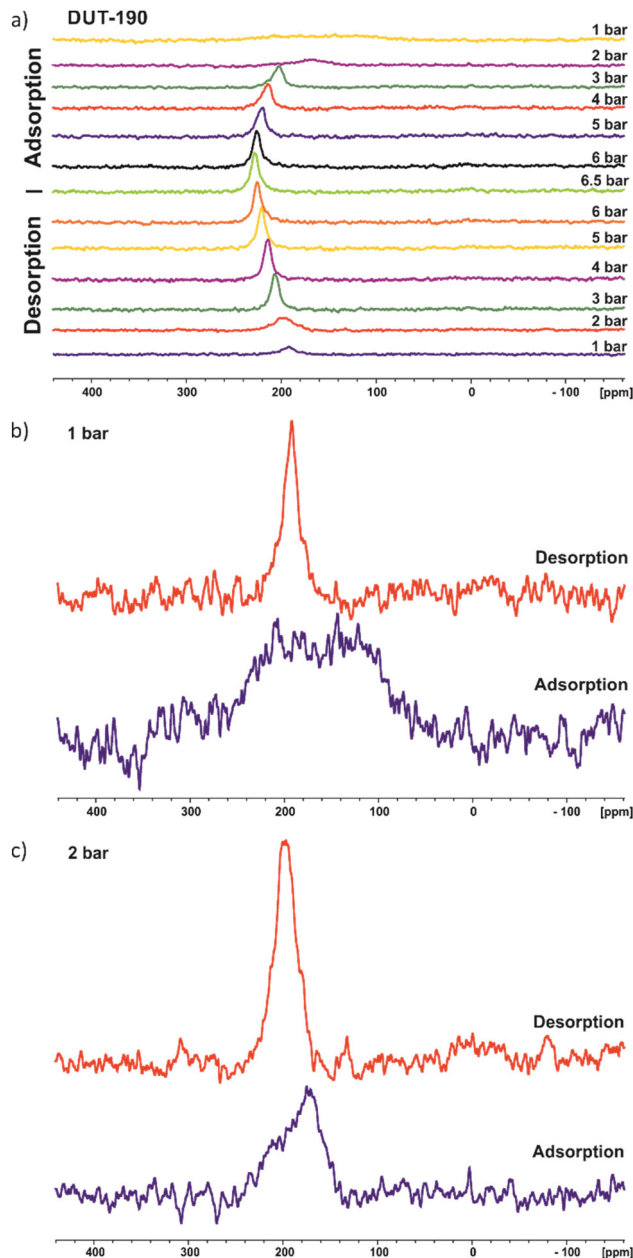 a) DUT-190
Adsorption
Desorption
1 bar
2 bar
3 bar
4 bar
5 bar
6 bar
6.5 bar
6 bar
5 bar
4 bar
3 bar
2 bar
1 bar
400 300 200 100 0 - 100 [ppm]
b) 1 bar
Desorption
Adsorption
400 300 200 100 0 - 100 [ppm]
c) 2 bar
Desorption
Adsorption
400 300 200 100 0 - 100 [ppm]